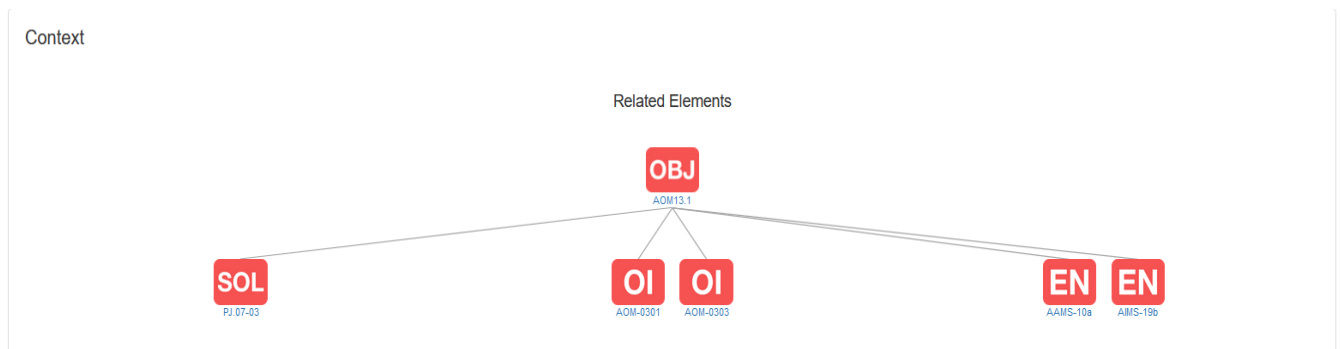 Context
Related Elements
OBJ
AOM13.1
SOL OI OI EN EN
PJ.07-03 AOM-0301 AOM-0303 AAMS-10a AIMS-19b